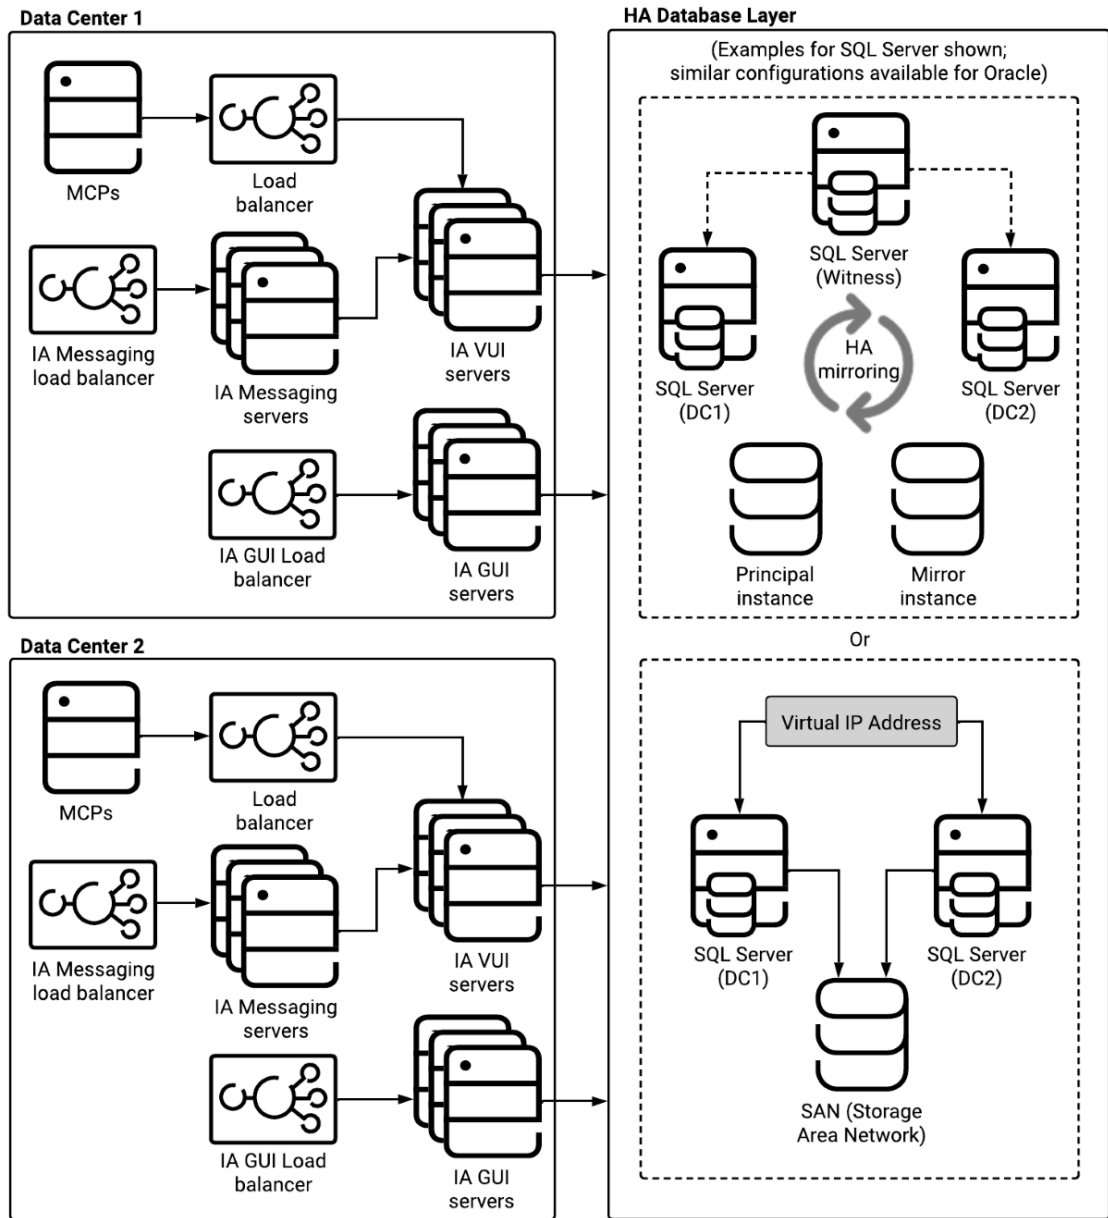 Data Center 1
MCPs
Load
balancer
IA Messaging
load balancer
IA Messaging
servers
IA VUI
servers
IA GUI Load
balancer
IA GUI
servers
Data Center 2
MCPs
Load
balancer
IA Messaging
load balancer
IA Messaging
servers
IA VUI
servers
IA GUI Load
balancer
IA GUI
servers
HA Database Layer
(Examples for SQL Server shown;
similar configurations available for Oracle)
SQL Server
(Witness)
SQL Server
(DC1)
HA
mirroring
SQL Server
(DC2)
Principal
instance
Mirror
instance
Or
Virtual IP Address
SQL Server
(DC1)
SQL Server
(DC2)
SAN (Storage
Area Network)